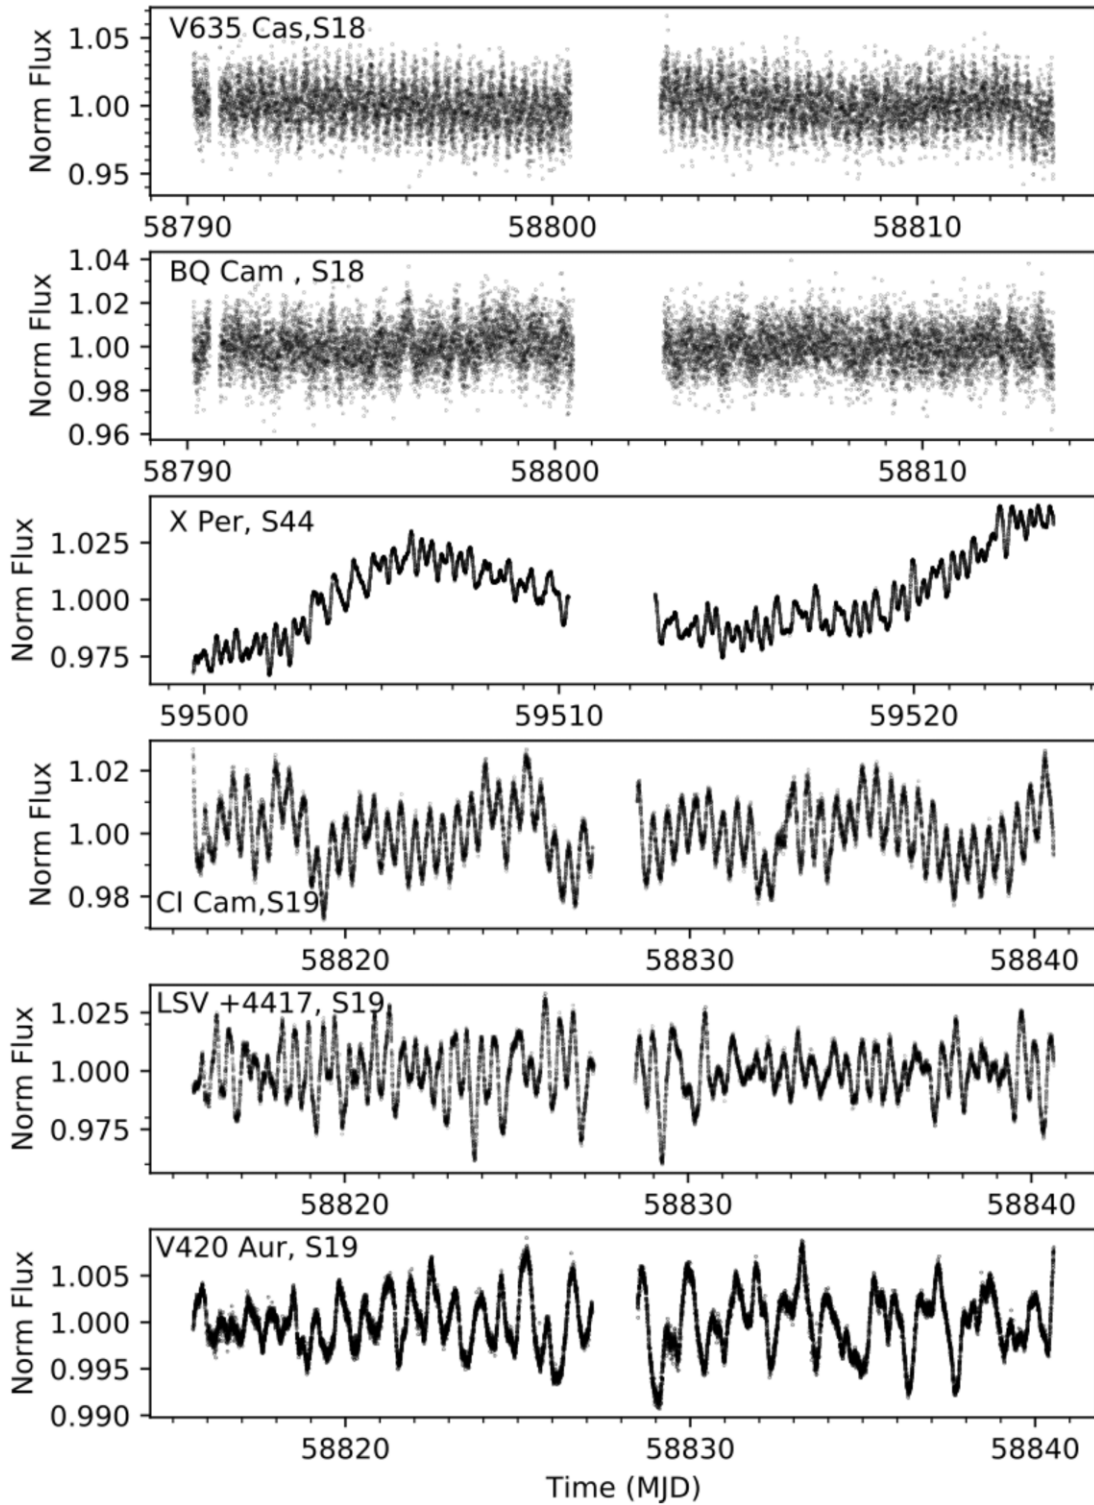 V635 Cas,S18
Norm Flux
1.05
1.00
0.95
58790 58800 58810
BQ Cam , S18
Norm Flux
1.04
1.02
1.00
0.98
0.96
58790 58800 58810
X Per, S44
Norm Flux
1.025
1.000
0.975
59500 59510 59520
Norm Flux
1.02
1.00
0.98
CI Cam,S19
58820 58830 58840
LSV +4417, S19
Norm Flux
1.025
1.000
0.975
58820 58830 58840
V420 Aur, S19
Norm Flux
1.005
1.000
0.995
0.990
58820 58830 58840
Time (MJD)